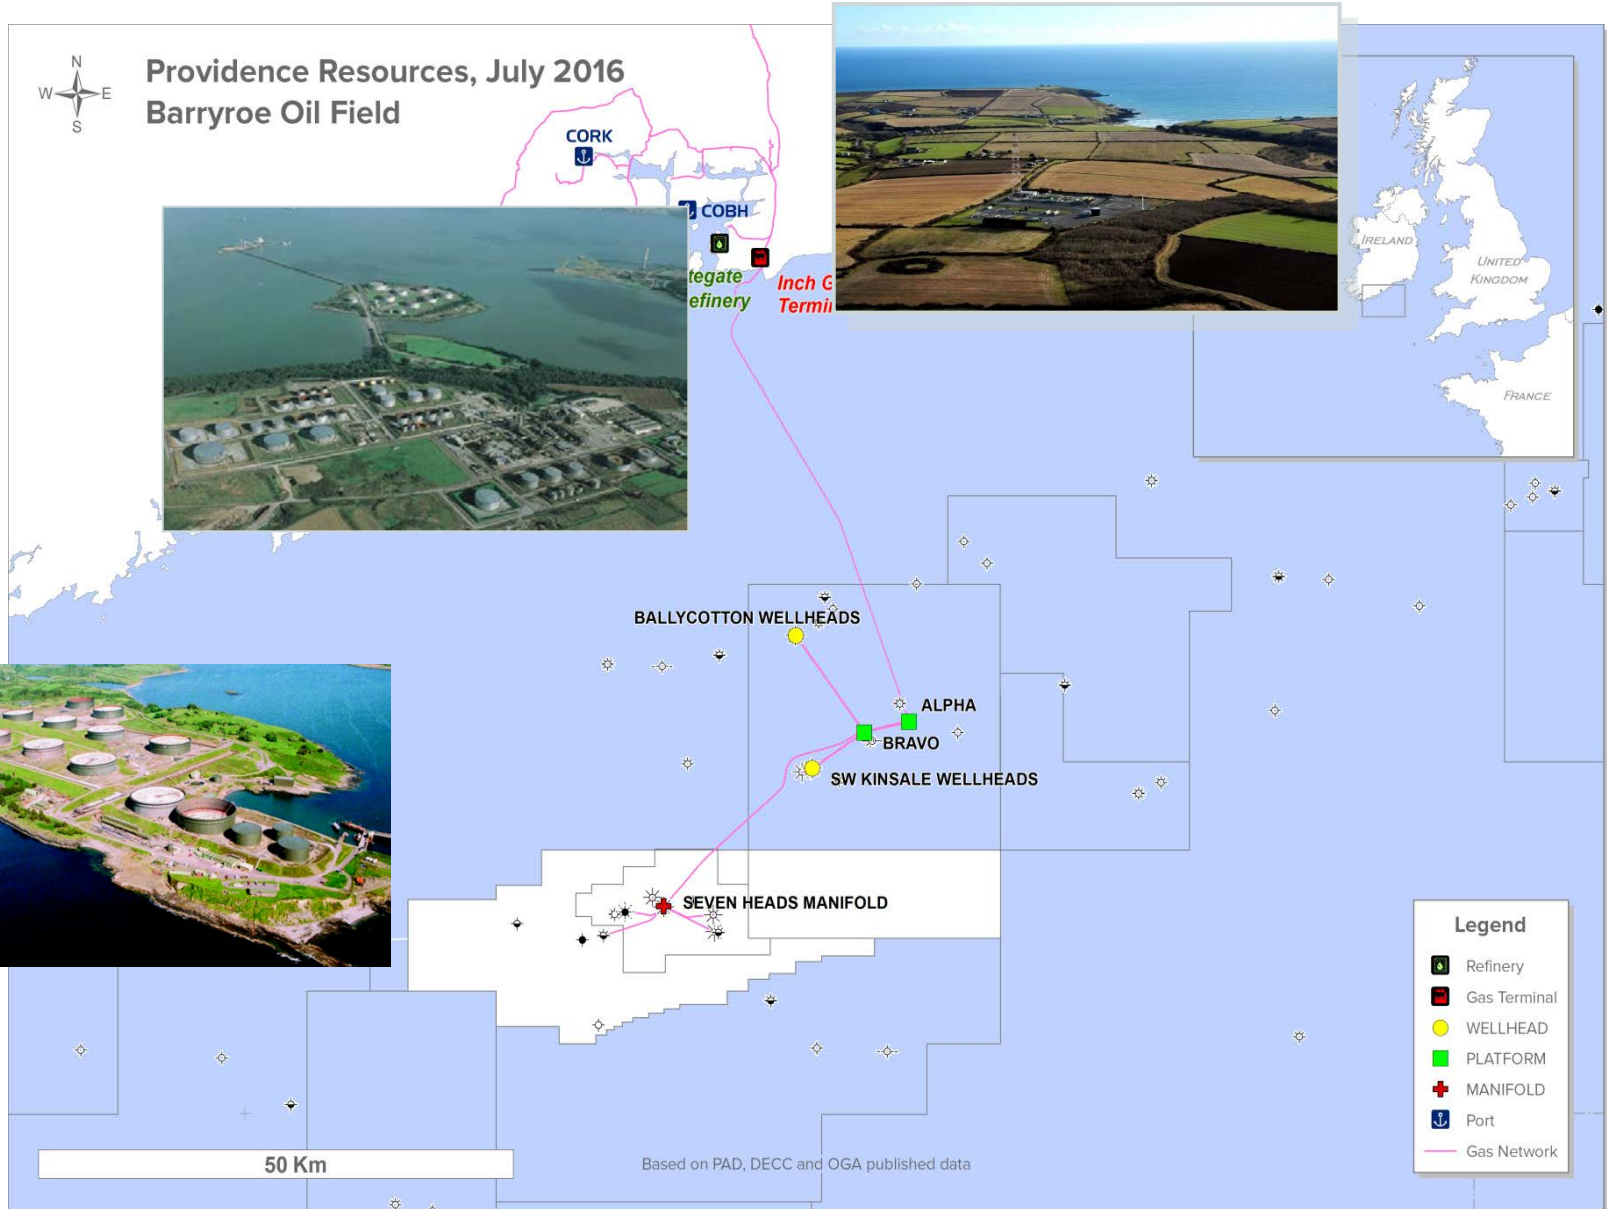 N
W E
S
Providence Resources, July 2016
Barryroe Oil Field
CORK
COBH
tegate
efinery
Inch G
Termi
IRELAND
UNITED
KINGDOM
FRANCE
BALLYCOTTON WELLHEADS
ALPHA
BRAVO
SW KINSALE WELLHEADS
SEVEN HEADS MANIFOLD
Legend
Refinery
Gas Terminal
WELLHEAD
PLATFORM
MANIFOLD
Port
Gas Network
50 Km
Based on PAD, DECC and OGA published data